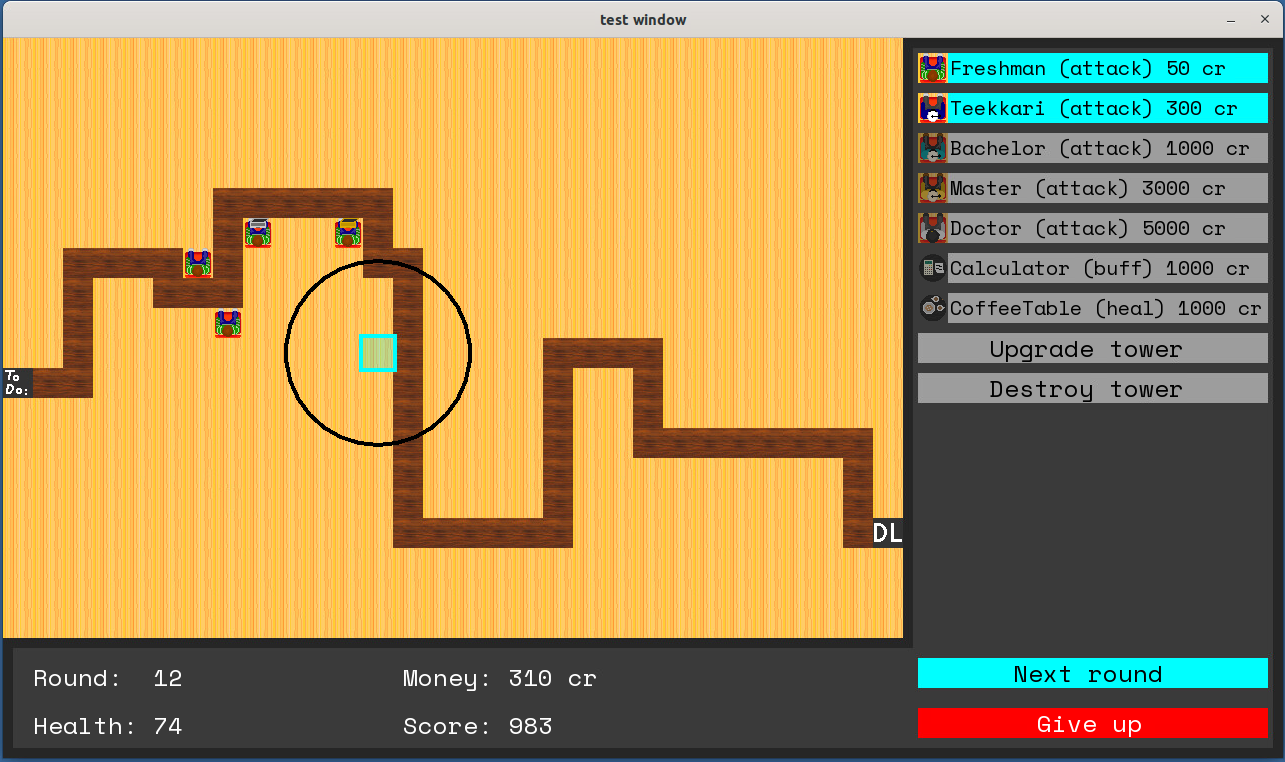 test window
Freshman (attack) 50 cr
Teekkari (attack) 300 cr
Bachelor (attack) 1000 cr
Master (attack) 3000 cr
Doctor (attack) 5000 cr
Calculator (buff) 1000 cr
CoffeeTable (heal) 1000 cr
Upgrade tower
Destroy tower
To
Do:
DL
Round: 12
Money: 310 cr
Health: 74
Score: 983
Next round
Give up